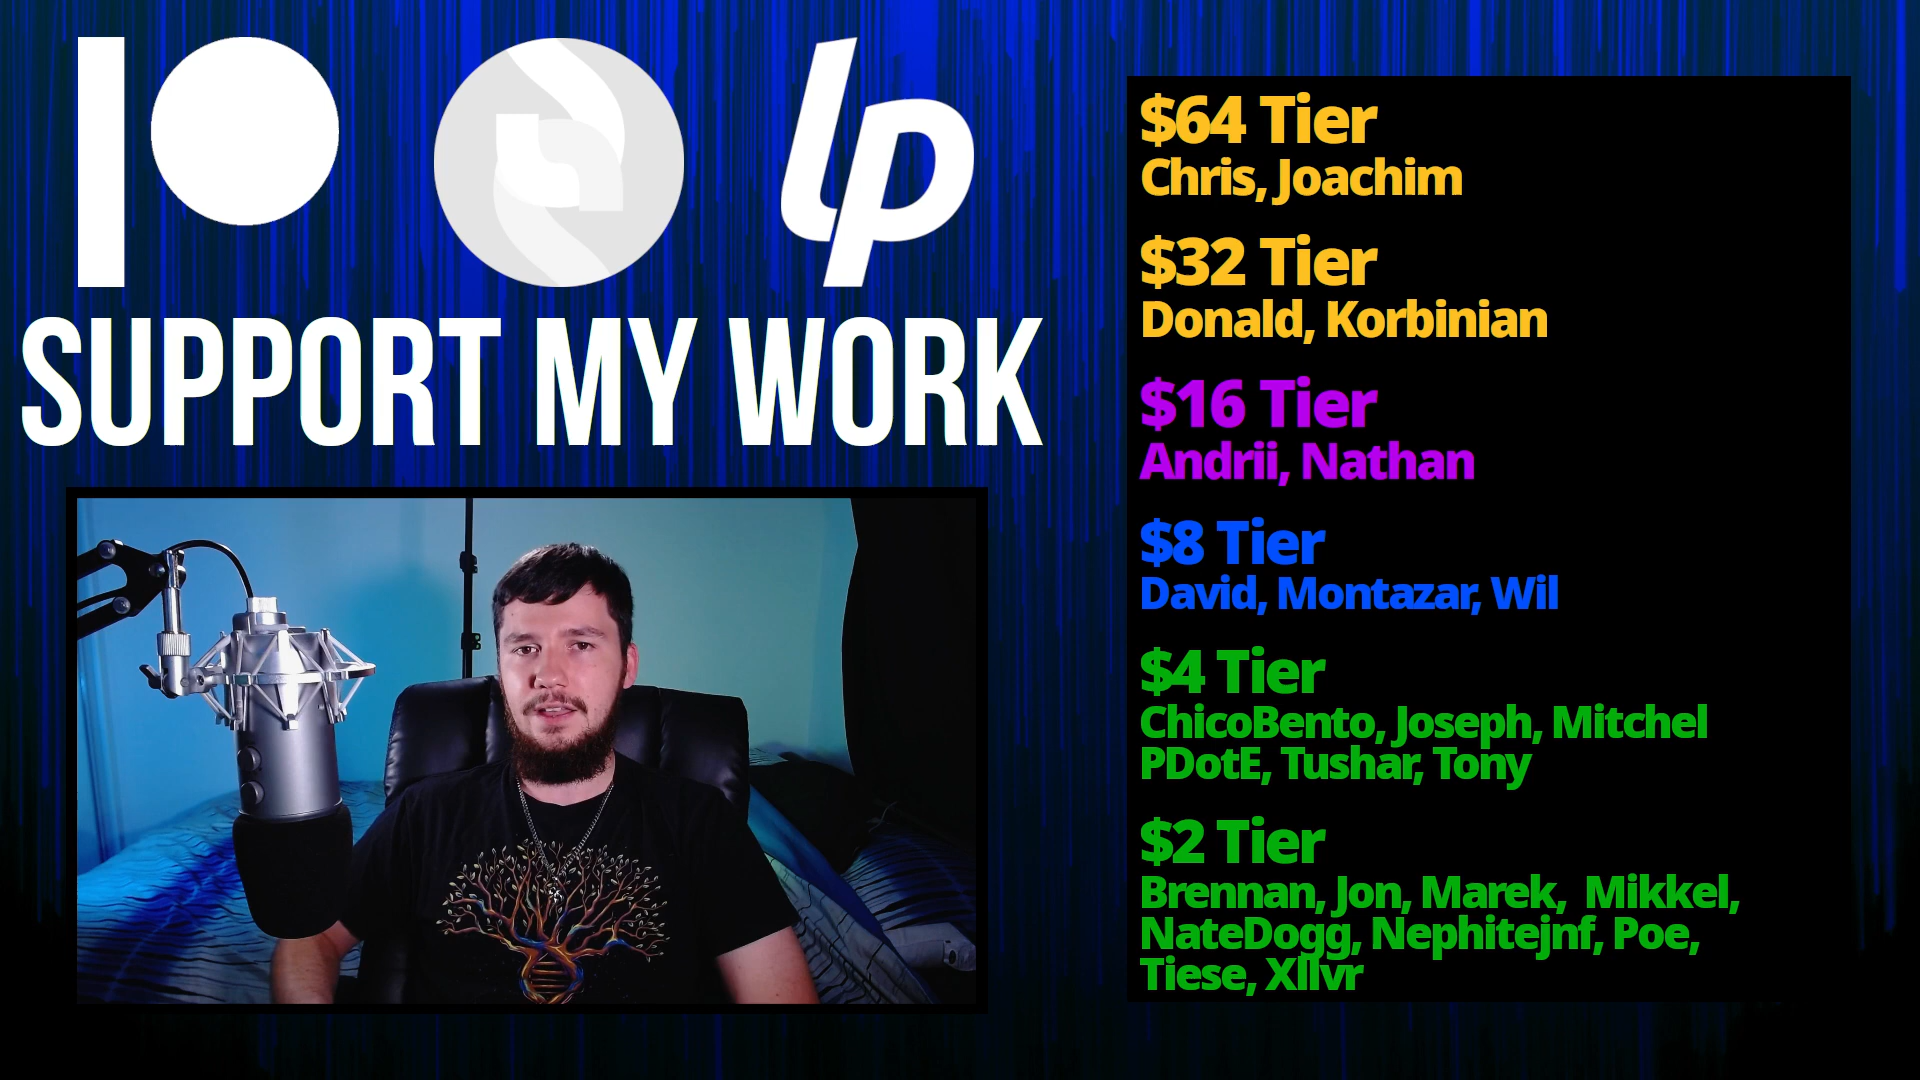 lp
SUPPORT MY WORK
$64 Tier
Chris, Joachim
$32 Tier
Donald, Korbinian
$16 Tier
Andrii, Nathan
$8 Tier
David, Montazar, Wil
$4 Tier
ChicoBento, Joseph, Mitchel
PDotE, Tushar, Tony
$2 Tier
Brennan, Jon, Marek, Mikkel,
NateDogg, Nephitejnf, Poe,
Tiese, Xllvr